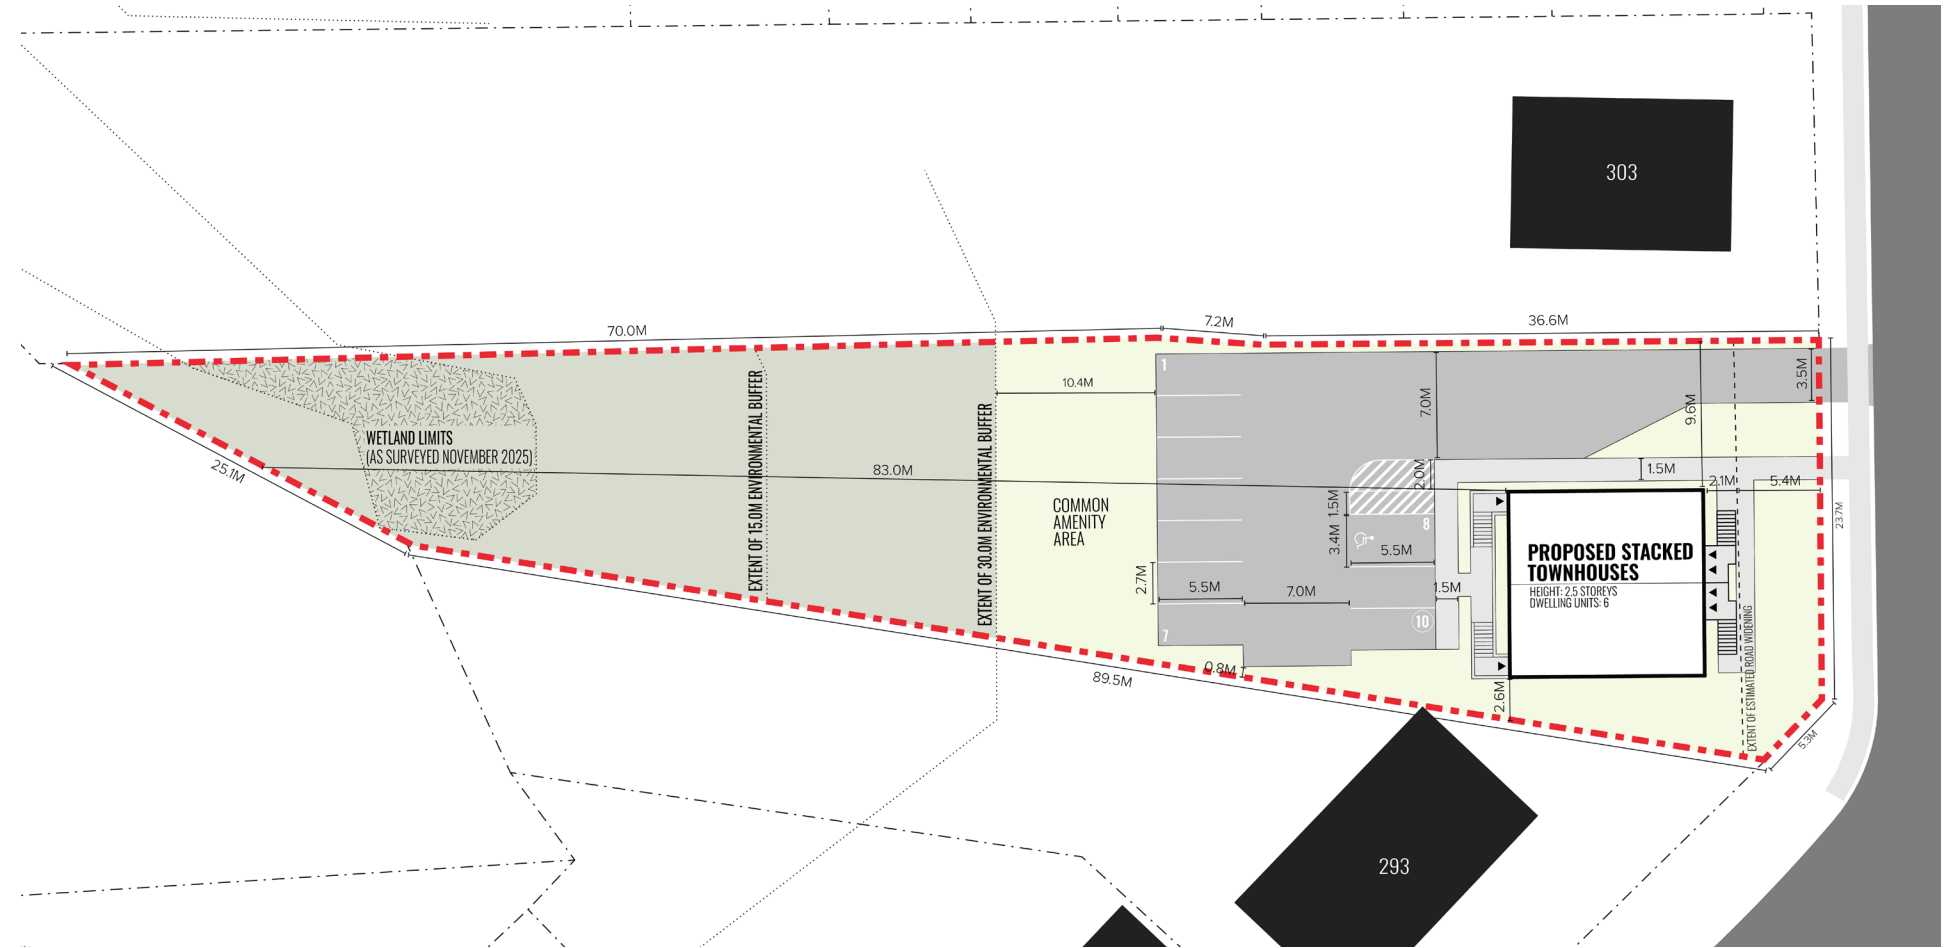 303
70.0M
7.2M
36.6M
1
3.5M
10.4M
7.0M
9.6M
WETLAND LIMITS
(AS SURVEYED NOVEMBER 2025)
25.1M
83.0M
EXTENT OF 15.0M ENVIRONMENTAL BUFFER
EXTENT OF 30.0M ENVIRONMENTAL BUFFER
COMMON
AMENITY
AREA
2.0M
1.5M
2.1M
5.4M
1.5M
8
23.7M
3.4M
5.5M
PROPOSED STACKED
TOWNHOUSES
HEIGHT: 2.5 STOREYS
DWELLING UNITS: 6
2.7M
5.5M
7.0M
1.5M
10
7
0.8M
89.5M
2.6M
EXTENT OF ESTIMATED ROAD WIDENING
5.3M
293